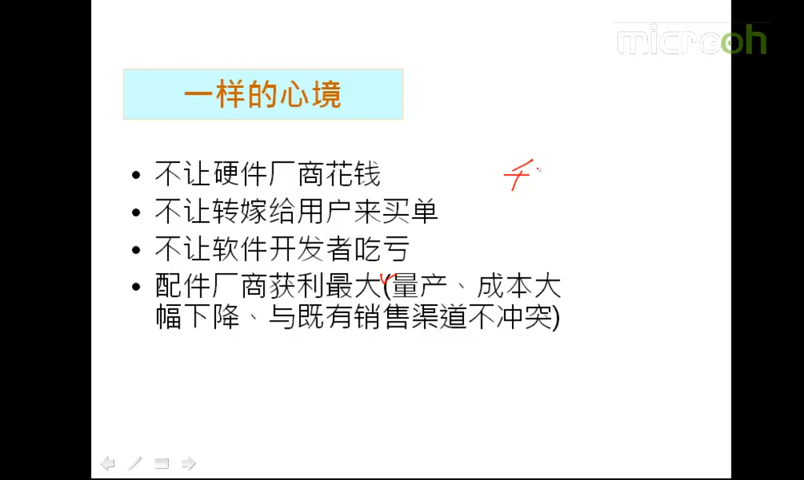 microoh
一样的心境
• 不让硬件厂商花钱
千
• 不让转嫁给用户来买单
• 不让软件开发者吃亏
• 配件厂商获利最大(量产、成本大
幅下降、与既有销售渠道不冲突)